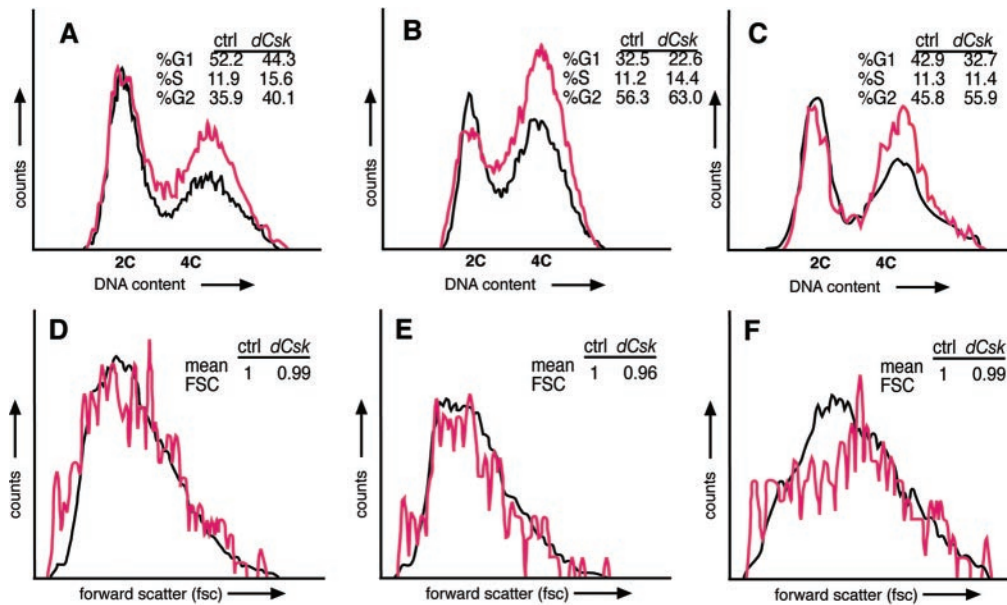 A
ctrl dCsk
%G1 52.2 44.3
%S 11.9 15.6
%G2 35.9 40.1
counts
2C 4C
DNA content
B
ctrl dCsk
%G1 32.5 22.6
%S 11.2 14.4
%G2 56.3 63.0
counts
2C 4C
DNA content
C
ctrl dCsk
%G1 42.9 32.7
%S 11.3 11.4
%G2 45.8 55.9
counts
2C 4C
DNA content
D
ctrl dCsk
mean 1 0.99
FSC
counts
forward scatter (fsc)
E
ctrl dCsk
mean 1 0.96
FSC
counts
forward scatter (fsc)
F
ctrl dCsk
mean 1 0.99
FSC
counts
forward scatter (fsc)